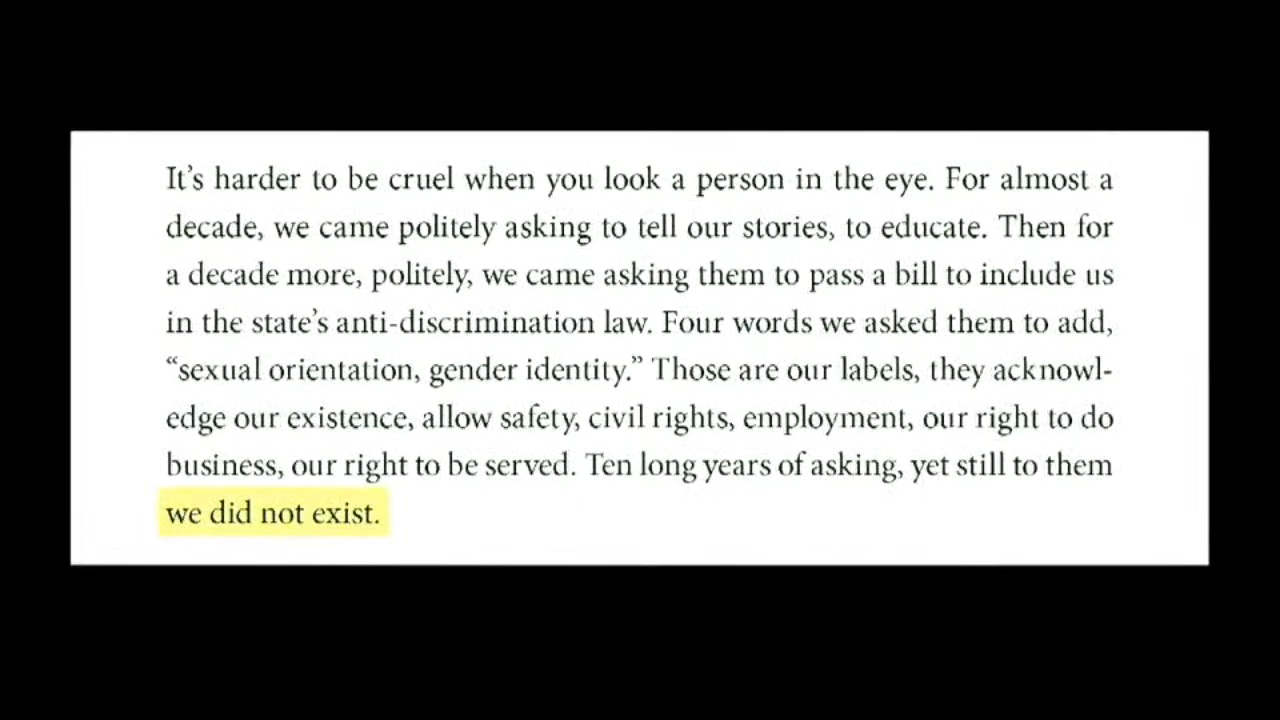 It’s harder to be cruel when you look a person in the eye. For almost a
decade, we came politely asking to tell our stories, to educate. Then for
a decade more, politely, we came asking them to pass a bill to include us
in the state’s anti-discrimination law. Four words we asked them to add,
“sexual orientation, gender identity.” Those are our labels, they acknowl-
edge our existence, allow safety, civil rights, employment, our right to do
business, our right to be served. Ten long years of asking, yet still to them
we did not exist.